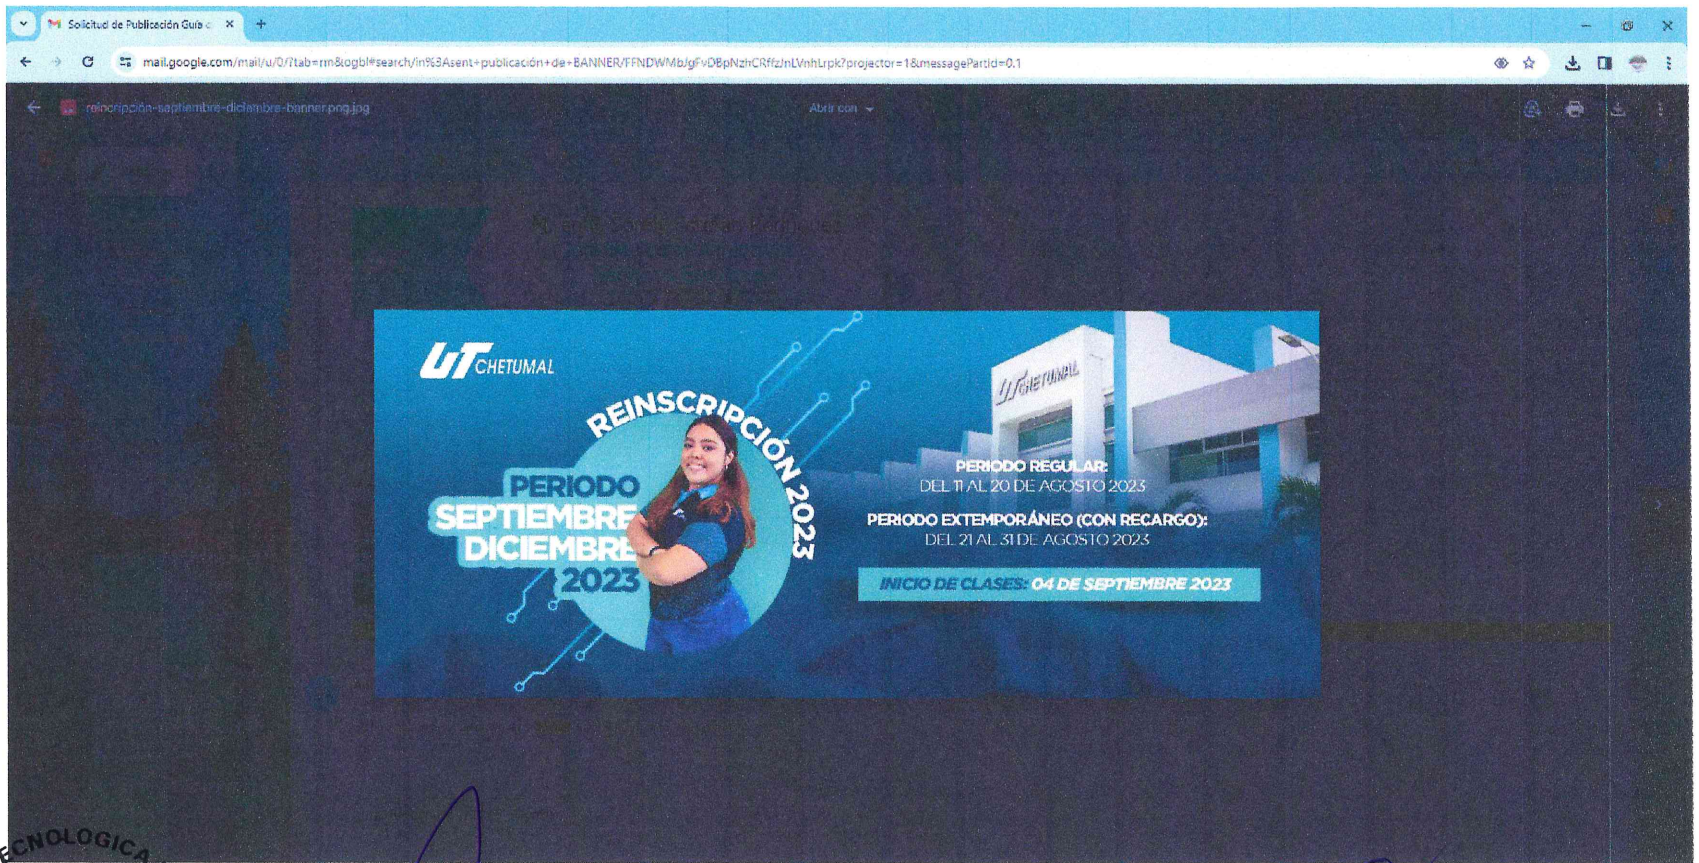 Solicitud de Publicación Guía
mail.google.com/mail/u/0/?tab=rm&ogbl#search/in%3Asent+publicación+de+BANNER/FFNDWMbJgFvDBpNzhCRffzJnLVnhLrpk?projector=1&messagePartId=0.1
reincripción-septiembre-diciembre-banner.png.jpg
Abrir con
UT CHETUMAL
REINSCRIPCIÓN 2023
PERIODO
SEPTIEMBRE
DICIEMBRE
2023
UT CHETUMAL
PERIODO REGULAR:
DEL 11 AL 20 DE AGOSTO 2023
PERIODO EXTEMPORÁNEO (CON RECARGO):
DEL 21 AL 31 DE AGOSTO 2023
INICIO DE CLASES: 04 DE SEPTIEMBRE 2023
ECNOLOGICA